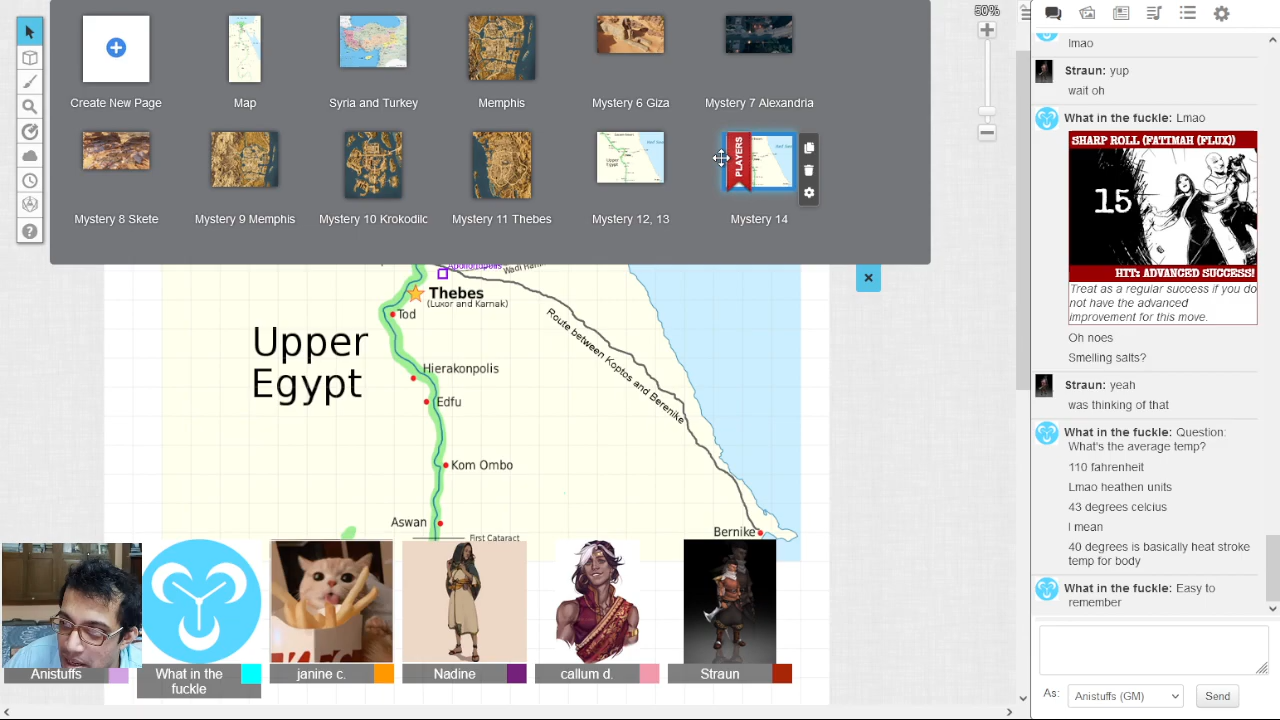 50%
Create New Page
Map
Syria and Turkey
Memphis
Mystery 6 Giza
Mystery 7 Alexandria
PLAYERS
Mystery 8 Skete
Mystery 9 Memphis
Mystery 10 Krokodilc
Mystery 11 Thebes
Mystery 12, 13
Mystery 14
Thebes
(Luxor and Karnak)
Tod
Upper
Egypt
Hierakonpolis
Edfu
Kom Ombo
Aswan
First Cataract
Route between Koptos and Berenike
Bernike
Anistuffs
What in the
fuckle
janine c.
Nadine
callum d.
Straun
lmao
Straun: yup
wait oh
What in the fuckle: Lmao
SHARP ROLL (FATIMAH (FLUX))
15
HIT: ADVANCED SUCCESS!
Treat as a regular success if you do
not have the advanced
improvement for this move.
Oh noes
Smelling salts?
Straun: yeah
was thinking of that
What in the fuckle: Question:
What's the average temp?
110 fahrenheit
Lmao heathen units
43 degrees celcius
I mean
40 degrees is basically heat stroke
temp for body
What in the fuckle: Easy to
remember
As:
Anistuffs (GM)
Send